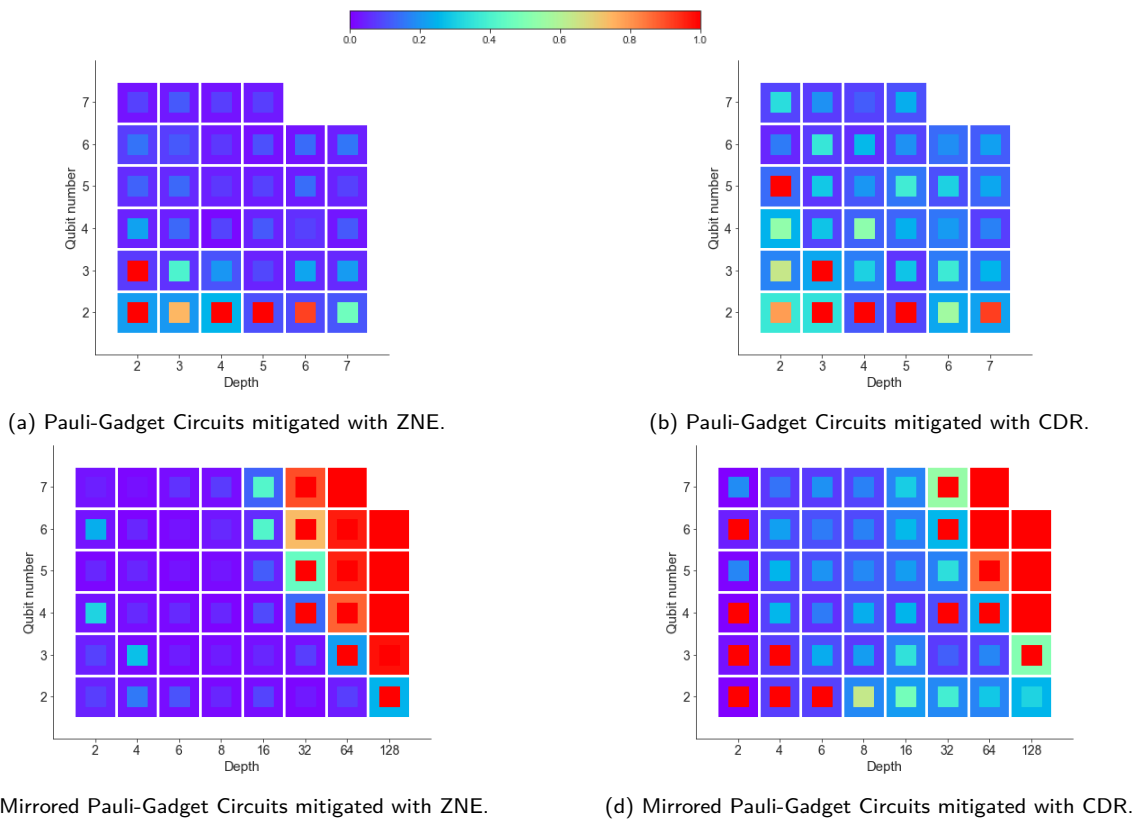 0.0 0.2 0.4 0.6 0.8 1.0
Qubit number
7
6
5
4
3
2
2 3 4 5 6 7
Depth
(a) Pauli-Gadget Circuits mitigated with ZNE.
Qubit number
7
6
5
4
3
2
2 3 4 5 6 7
Depth
(b) Pauli-Gadget Circuits mitigated with CDR.
Qubit number
7
6
5
4
3
2
2 4 6 8 16 32 64 128
Depth
Mirrored Pauli-Gadget Circuits mitigated with ZNE.
Qubit number
7
6
5
4
3
2
2 4 6 8 16 32 64 128
Depth
(d) Mirrored Pauli-Gadget Circuits mitigated with CDR.